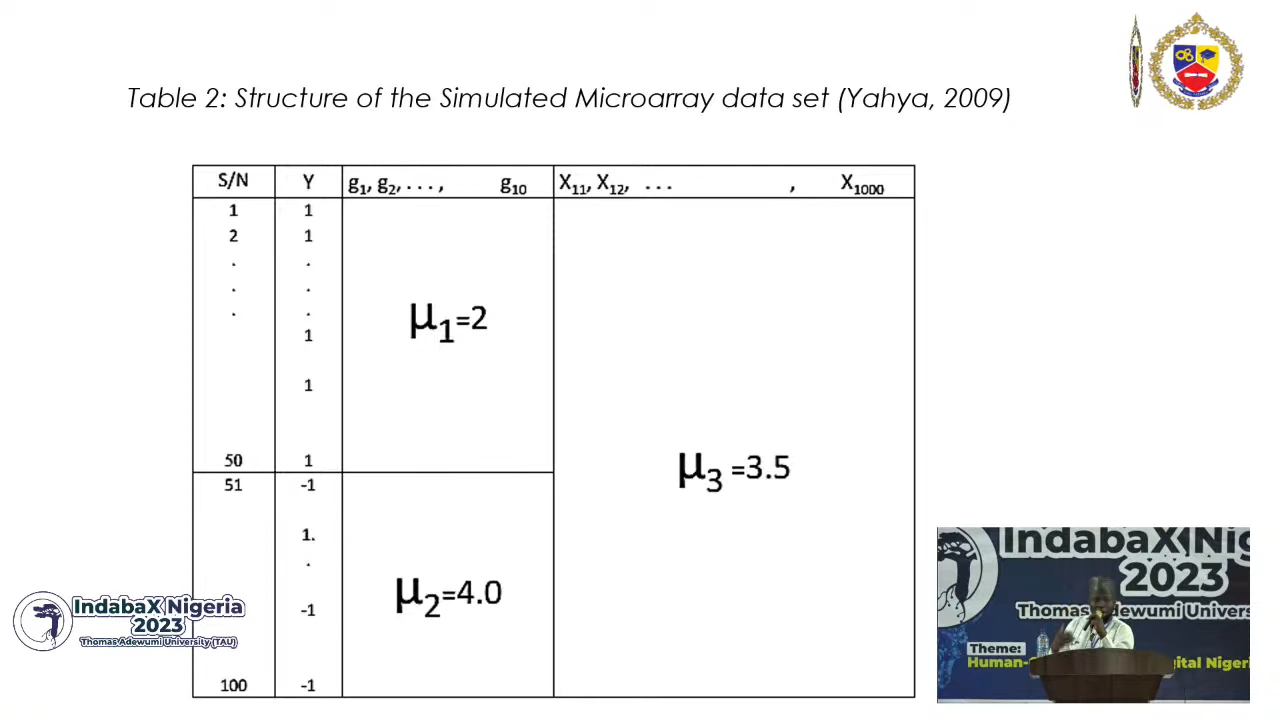 Table 2: Structure of the Simulated Microarray data set (Yahya, 2009)
S/N Y g1, g2, . . . , g10 X11, X12, ... , X1000
1 1
2 1
. .
. .
. .
1
μ1=2
1
50 1
51 -1
μ3 =3.5
1.
.
μ2=4.0
-1
100 -1
IndabaX Nigeria
2023
Thomas Adewumi University (TAU)
IndabaX Nig
2023
Thomas Adewumi Univers
Theme:
Human- gital Nigeri